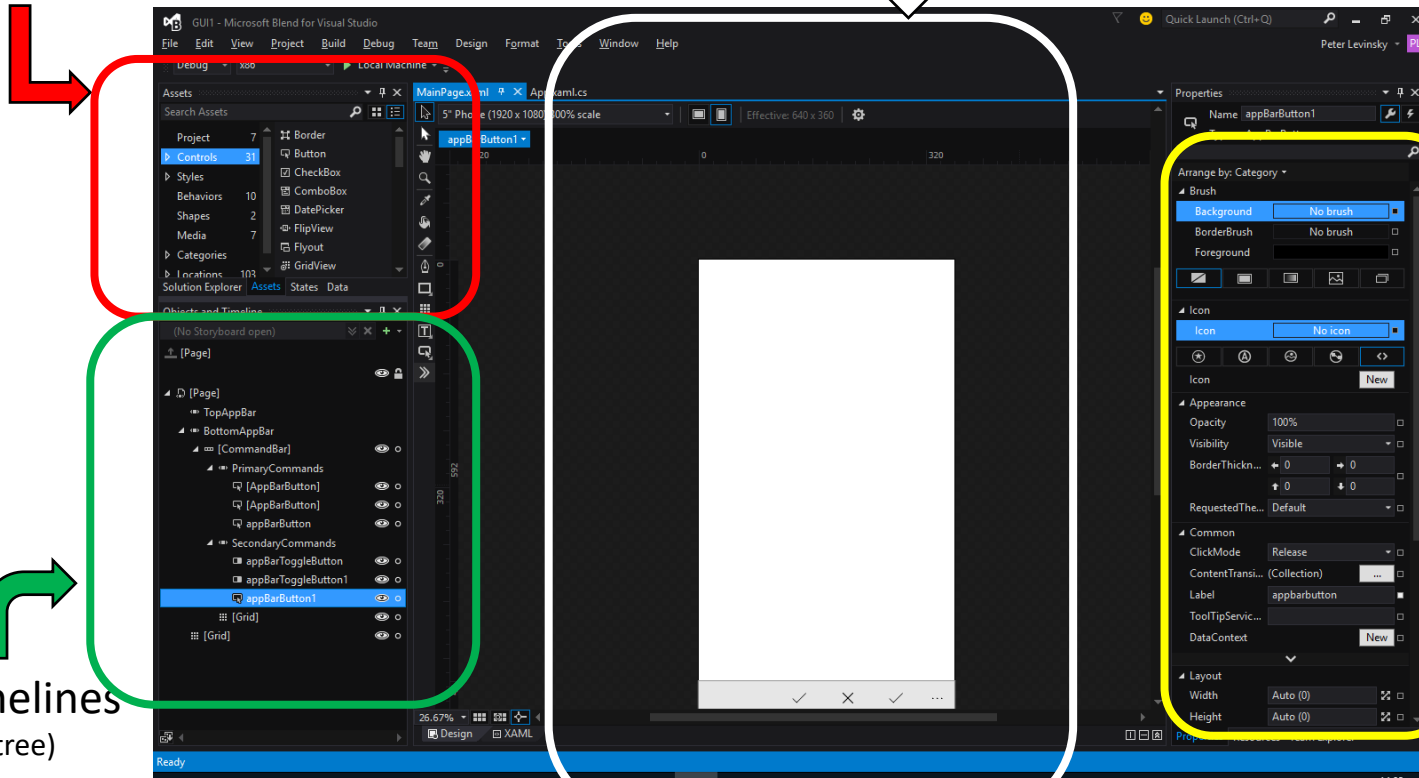 GUI1 - Microsoft Blend for Visual Studio
Quick Launch (Ctrl+Q)
File Edit View Project Build Debug Team Design Format Tools Window Help
Peter Levinsky
PL
Debug x86 Local Machine
Assets
Search Assets
Project 7
Controls 31
Styles
Behaviors 10
Shapes 2
Media 7
Categories
Locations 103
Border
Button
CheckBox
ComboBox
DatePicker
FlipView
Flyout
GridView
Solution Explorer Assets States Data
Objects and Timeline
(No Storyboard open)
[Page]
[Page]
TopAppBar
BottomAppBar
[CommandBar]
PrimaryCommands
[AppBarButton]
[AppBarButton]
appBarButton
SecondaryCommands
appBarToggleButton
appBarToggleButton1
appBarButton1
[Grid]
[Grid]
melines
tree)
MainPage.xaml App.xaml.cs
5" Phone (1920 x 1080) 300% scale
Effective: 640 x 360
appBarButton1
0 320
0
592
320
26.67%
Design XAML
Ready
Properties
Name appBarButton1
Arrange by: Category
Brush
Background No brush
BorderBrush No brush
Foreground
Icon
Icon No icon
Icon New
Appearance
Opacity 100%
Visibility Visible
BorderThickn... 0 0
0 0
RequestedThe... Default
Common
ClickMode Release
ContentTransi... (Collection) ...
Label appbarbutton
ToolTipServic...
DataContext New
Layout
Width Auto (0)
Height Auto (0)